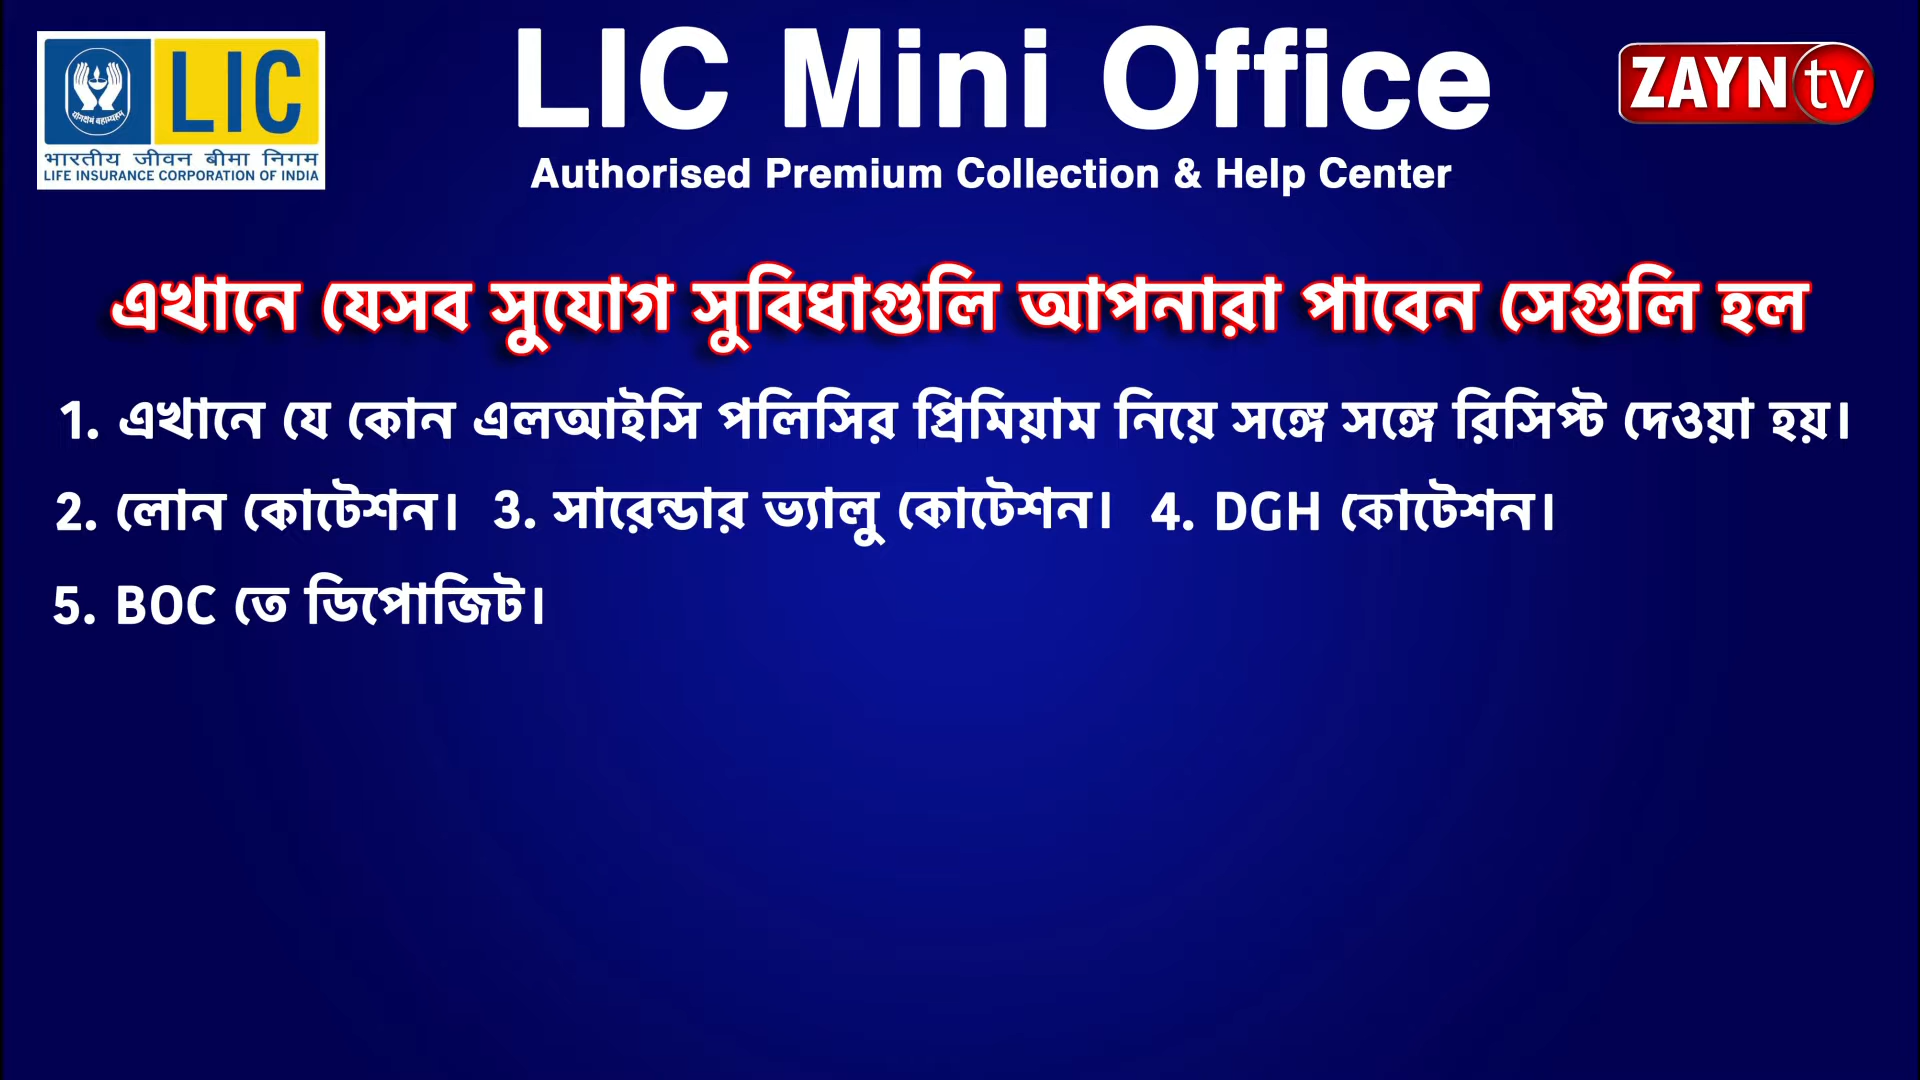 LIC
भारतीय जीवन बीमा निगम
LIFE INSURANCE CORPORATION OF INDIA
LIC Mini Office
Authorised Premium Collection & Help Center
ZAYN tv
এখানে যেসব সুযোগ সুবিধাগুলি আপনারা পাবেন সেগুলি হল
1. এখানে যে কোন এলআইসি পলিসির প্রিমিয়াম নিয়ে সঙ্গে সঙ্গে রিসিপ্ট দেওয়া হয়।
2. লোন কোটেশন। 3. সারেন্ডার ভ্যালু কোটেশন। 4. DGH কোটেশন।
5. BOC তে ডিপোজিট।